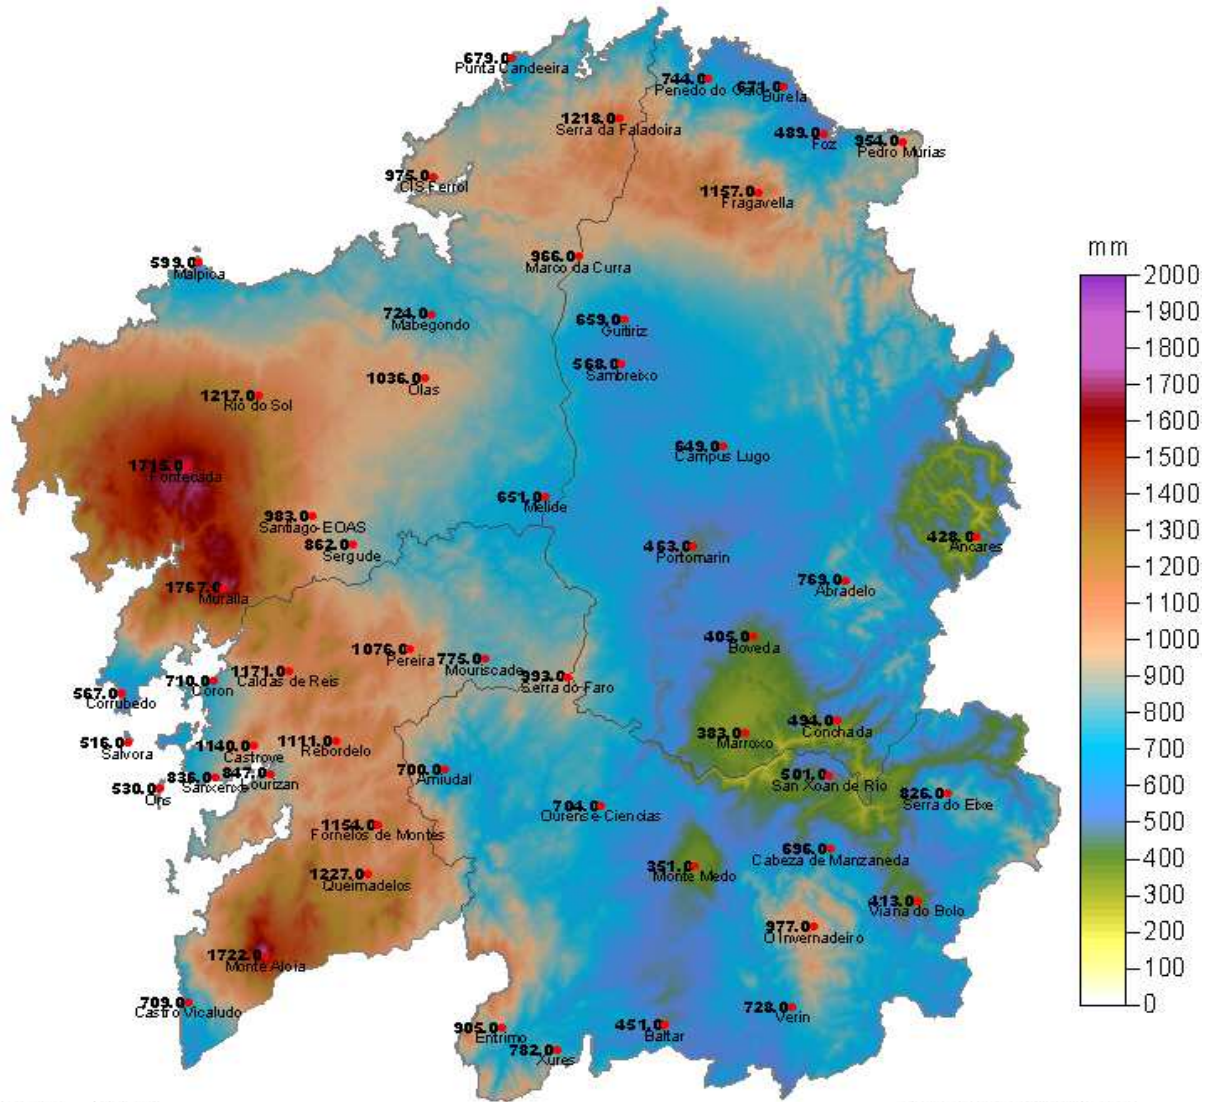 679.0
Punta Candeeira
744.0
Penedo do Galo
671.0
Burela
1218.0
Serra da Faladoira
489.0
Foz
954.0
Pedro Murias
975.0
CIS Ferrol
1157.0
Fragavella
599.0
Malpica
966.0
Marco da Curra
mm
2000
1900
1800
1700
1600
1500
1400
1300
1200
1100
1000
900
800
700
600
500
400
300
200
100
0
724.0
Mabegondo
659.0
Guitiriz
568.0
Sambreixo
1036.0
Olas
1217.0
Rio do Sol
649.0
Campus Lugo
1715.0
Fontecada
651.0
Melide
983.0
Santiago-EOAS
862.0
Sergude
463.0
Portomarin
428.0
Ancares
769.0
Abradelo
1767.0
Muralla
405.0
Boveda
1076.0
Pereira
775.0
Mouriscade
993.0
Serra do Faro
1171.0
Caldas de Reis
710.0
Coron
567.0
Corrubedo
516.0
Salvora
1140.0
Castrove
1111.0
Rebordelo
383.0
Marroxo
494.0
Conchada
836.0
Sanxenxo
847.0
Lourizan
530.0
Ons
700.0
Amiudal
501.0
San Xoan de Rio
826.0
Serra do Eixe
704.0
Ourense-Ciencias
1154.0
Fornelos de Montes
696.0
Cabeza de Manzaneda
1227.0
Queimadelos
351.0
Monte Medo
413.0
Viana do Bolo
977.0
O Invernadeiro
1722.0
Monte Aloia
709.0
Castro Vicaludo
905.0
Entrimo
782.0
Xures
451.0
Baltar
728.0
Verin